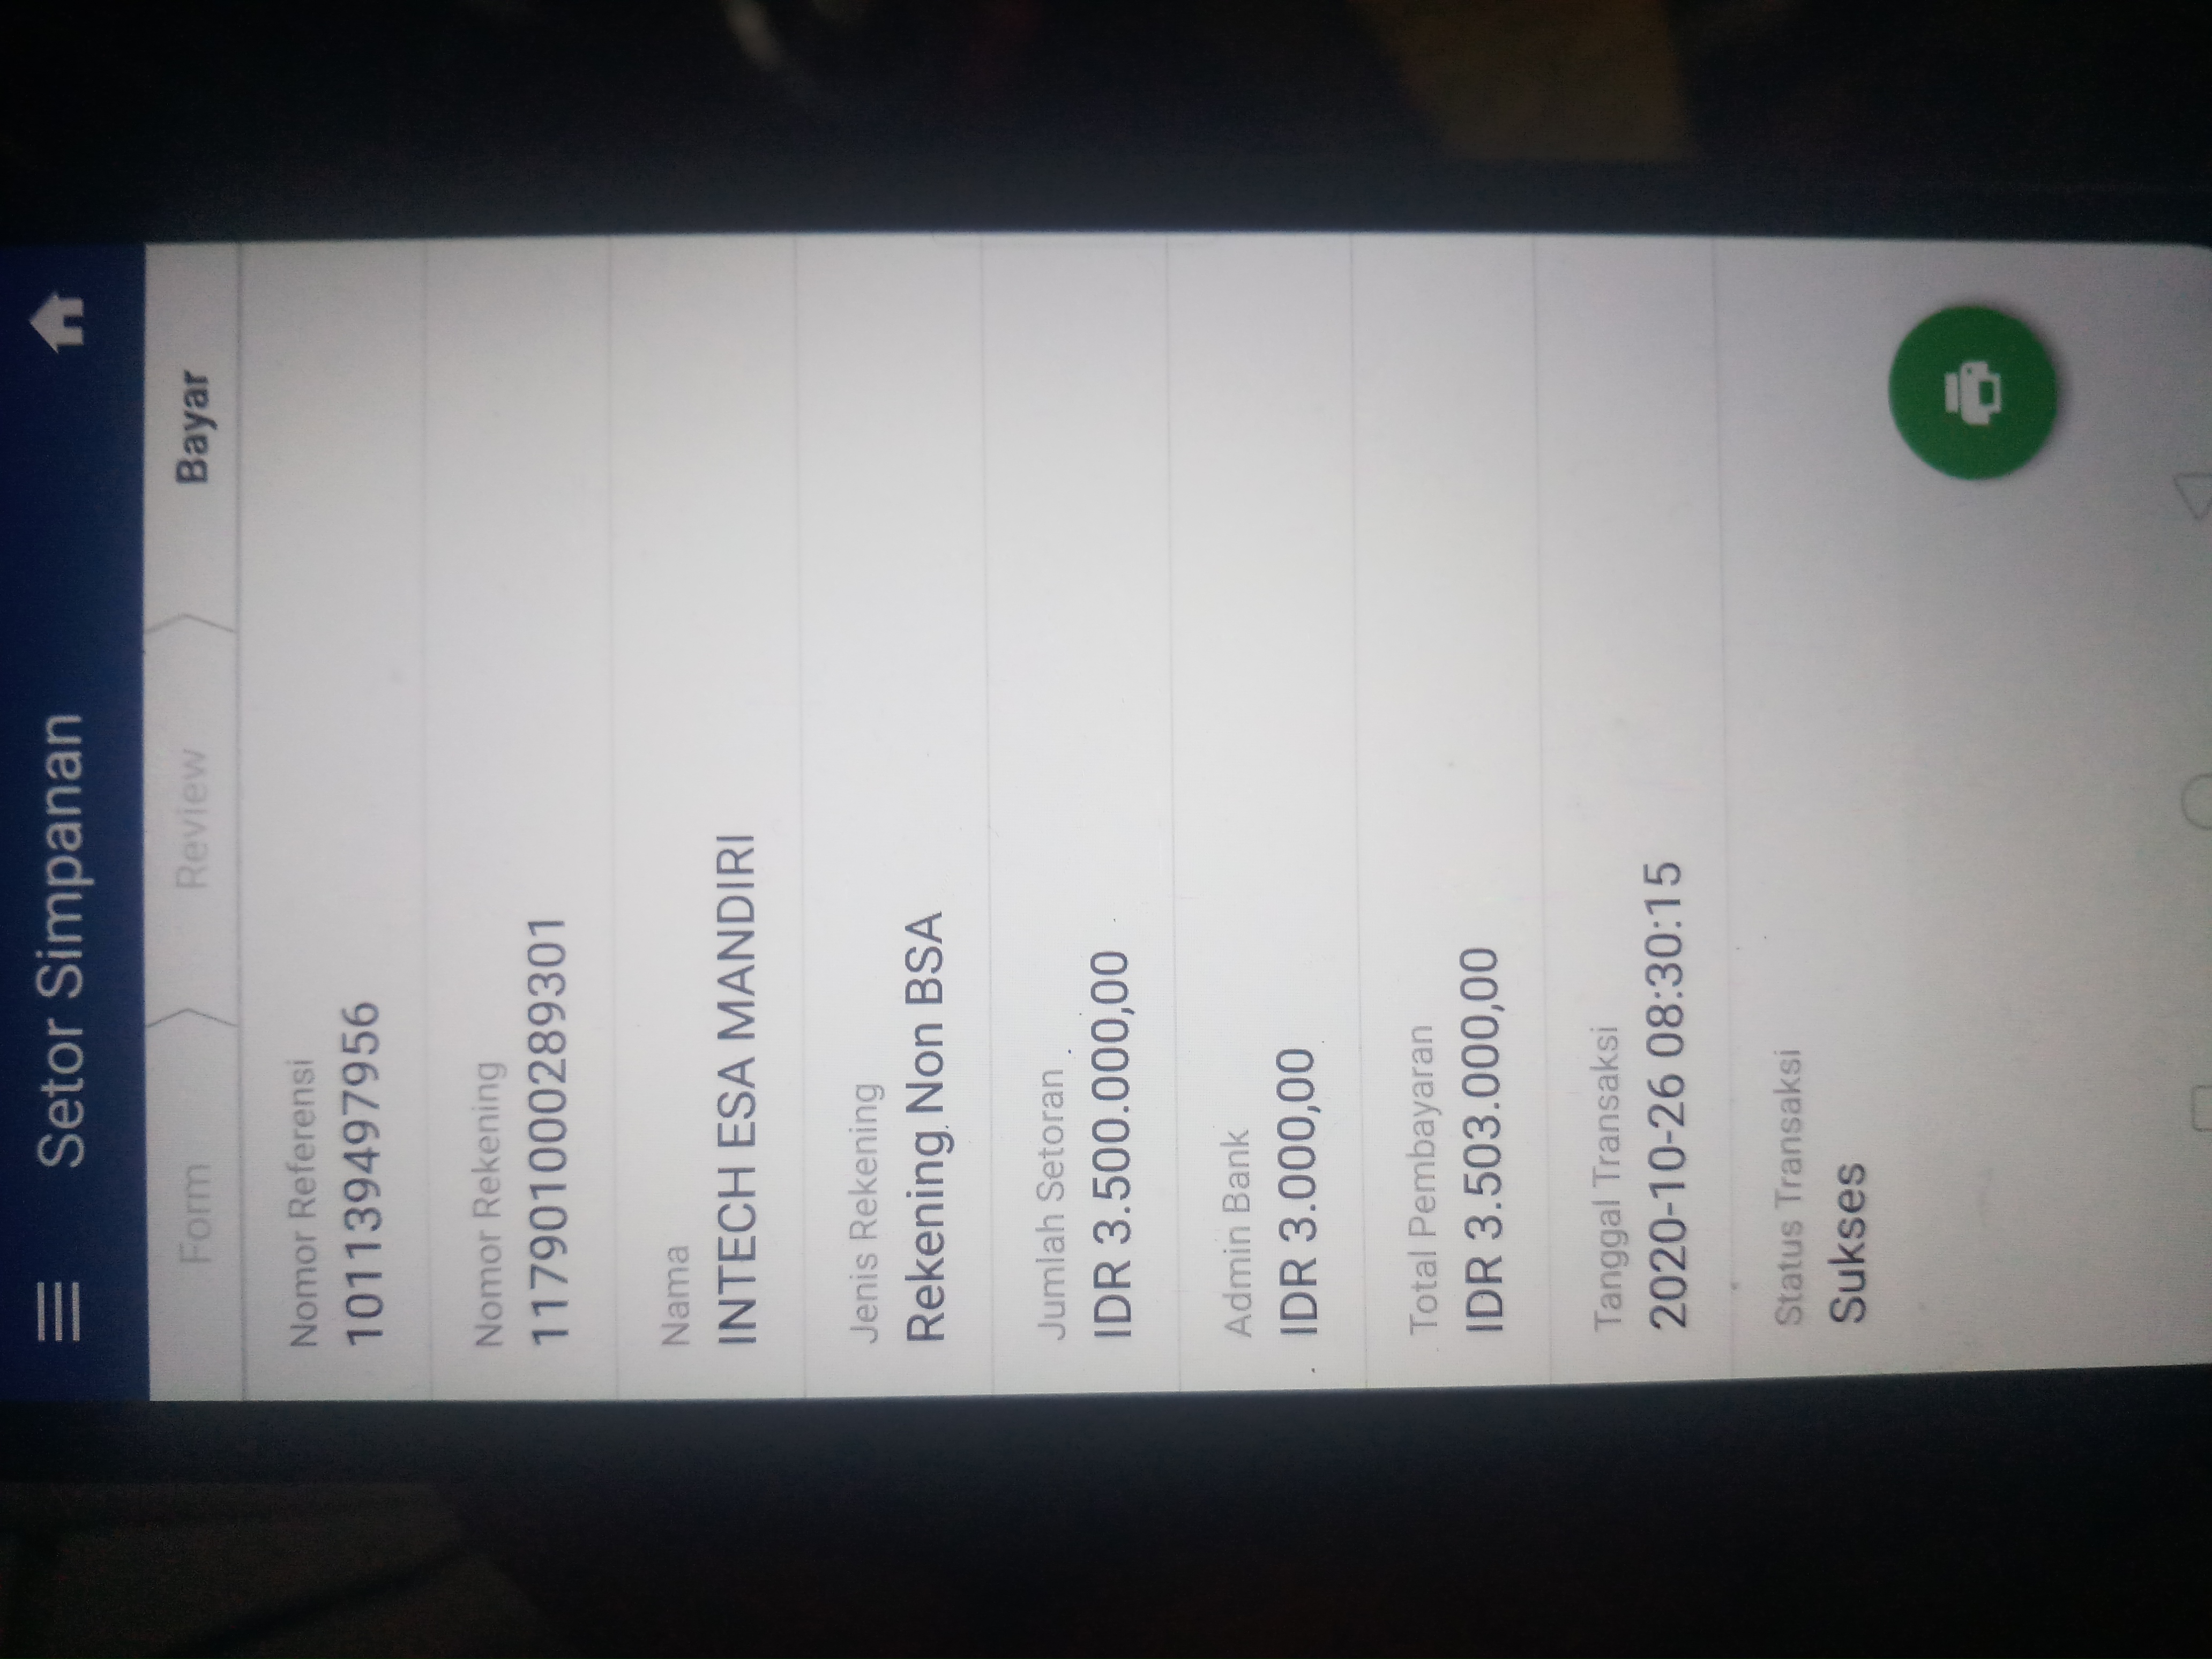 Setor Simpanan
Form Review Bayar
Nomor Referensi
101139497956
Nomor Rekening
117901000289301
Nama
INTECH ESA MANDIRI
Jenis Rekening
Rekening Non BSA
Jumlah Setoran
IDR 3.500.000,00
Admin Bank
IDR 3.000,00
Total Pembayaran
IDR 3.503.000,00
Tanggal Transaksi
2020-10-26 08:30:15
Status Transaksi
Sukses